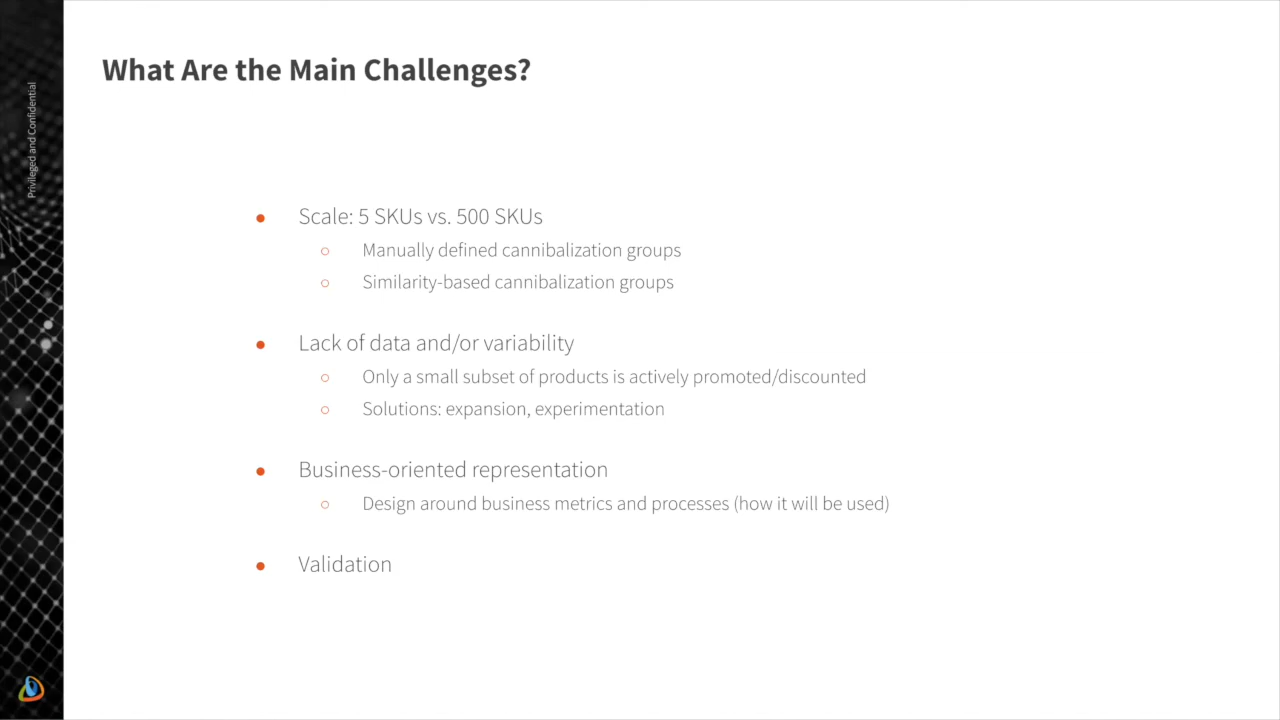 Privileged and Confidential
What Are the Main Challenges?
● Scale: 5 SKUs vs. 500 SKUs
○ Manually defined cannibalization groups
○ Similarity-based cannibalization groups
● Lack of data and/or variability
○ Only a small subset of products is actively promoted/discounted
○ Solutions: expansion, experimentation
● Business-oriented representation
○ Design around business metrics and processes (how it will be used)
● Validation